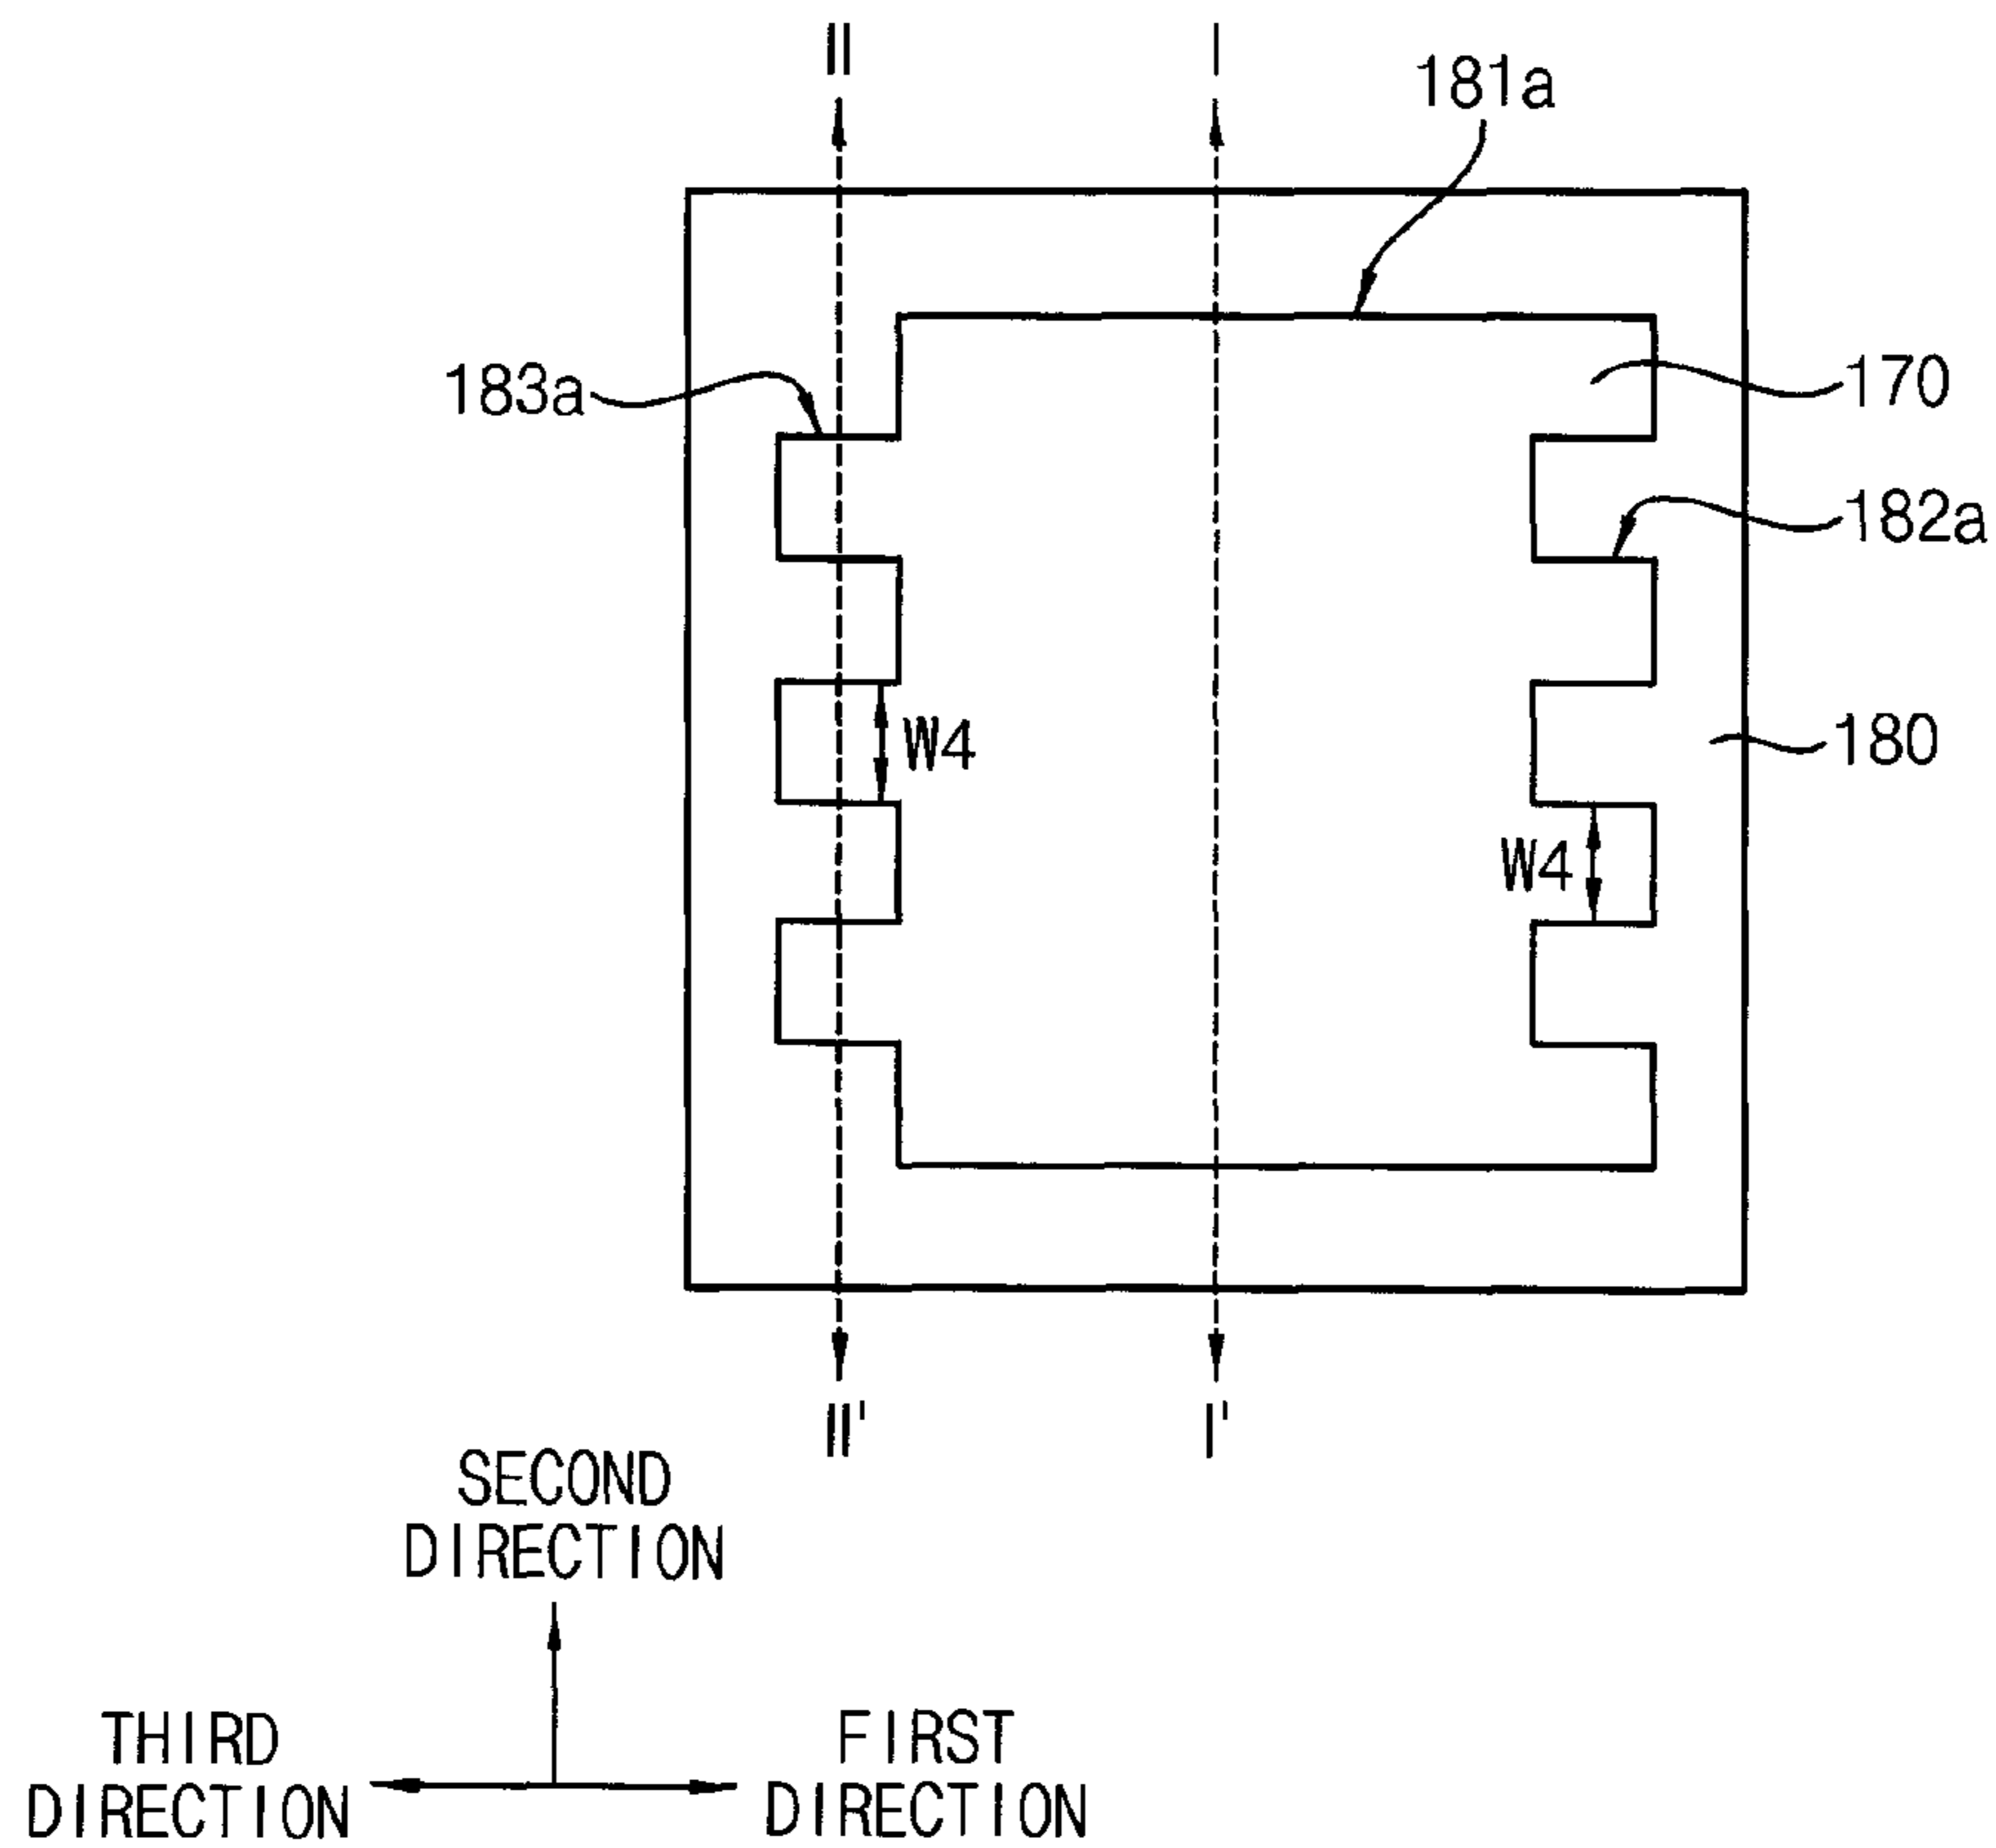 II
I
181a
183a
170
182a
W4
180
W4
II'
I'
SECOND
DIRECTION
THIRD
DIRECTION
FIRST
DIRECTION